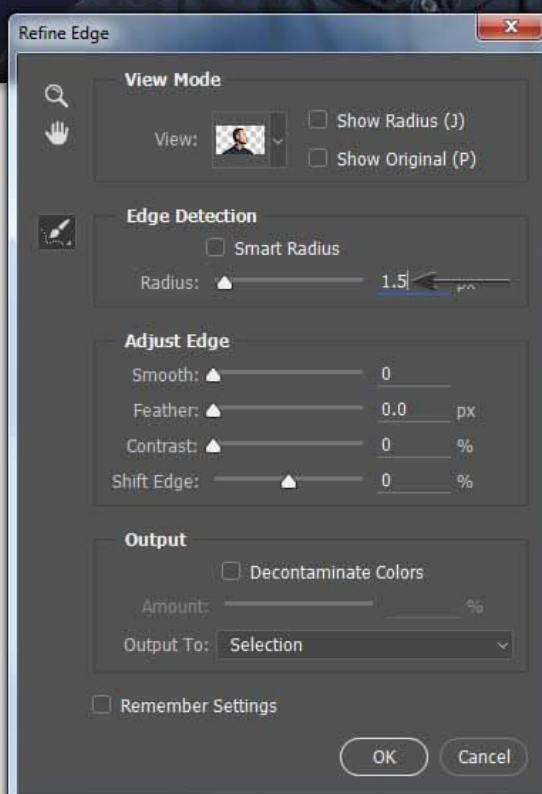 Refine Edge
View Mode
View:
Show Radius (J)
Show Original (P)
Edge Detection
Smart Radius
Radius: 1.5 px
Adjust Edge
Smooth: 0
Feather: 0.0 px
Contrast: 0 %
Shift Edge: 0 %
Output
Decontaminate Colors
Amount: %
Output To: Selection
Remember Settings
OK Cancel